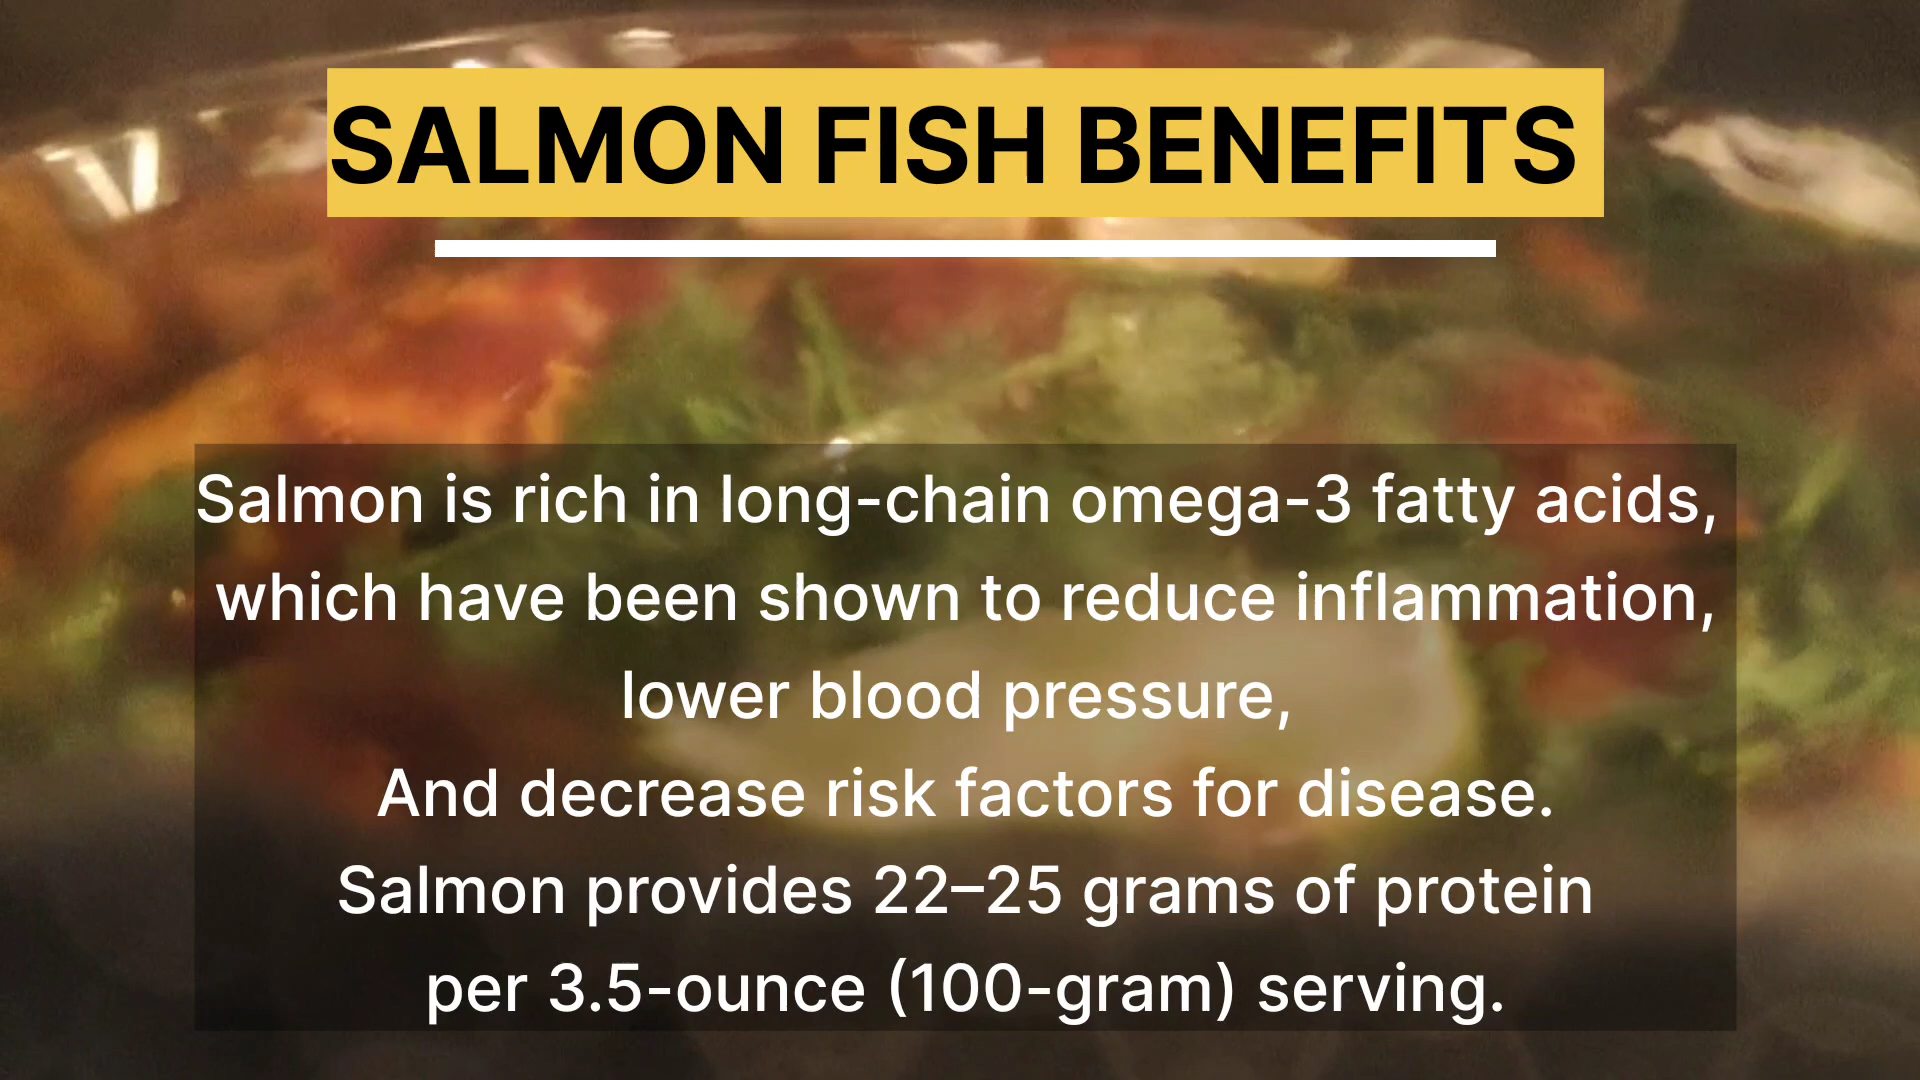 SALMON FISH BENEFITS
Salmon is rich in long-chain omega-3 fatty acids,
which have been shown to reduce inflammation,
lower blood pressure,
And decrease risk factors for disease.
Salmon provides 22–25 grams of protein
per 3.5-ounce (100-gram) serving.